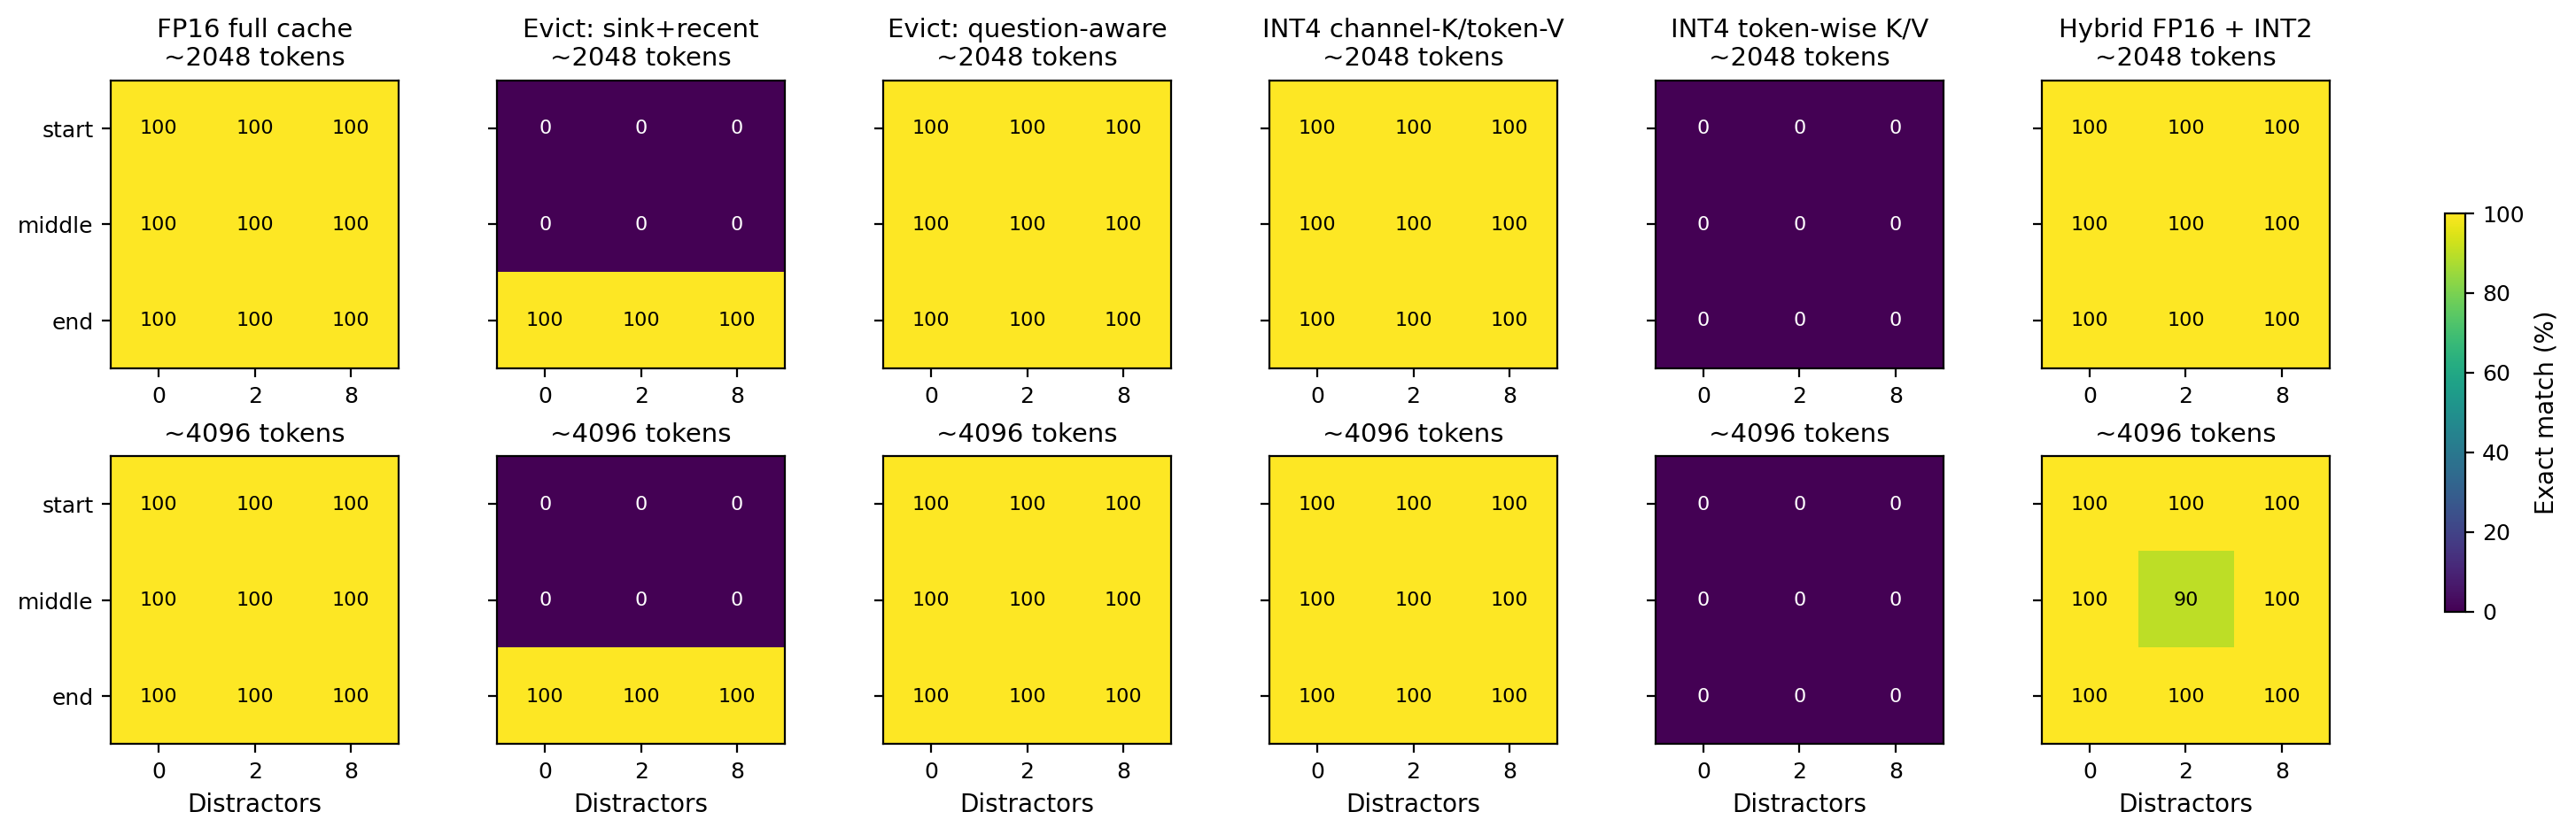 FP16 full cache
~2048 tokens
Evict: sink+recent
~2048 tokens
Evict: question-aware
~2048 tokens
INT4 channel-K/token-V
~2048 tokens
INT4 token-wise K/V
~2048 tokens
Hybrid FP16 + INT2
~2048 tokens
start 100 100 100 0 0 0 100 100 100 100 100 100 0 0 0 100 100 100
middle 100 100 100 0 0 0 100 100 100 100 100 100 0 0 0 100 100 100
end 100 100 100 100 100 100 100 100 100 100 100 100 0 0 0 100 100 100
0 2 8 0 2 8 0 2 8 0 2 8 0 2 8 0 2 8
~4096 tokens ~4096 tokens ~4096 tokens ~4096 tokens ~4096 tokens ~4096 tokens
start 100 100 100 0 0 0 100 100 100 100 100 100 0 0 0 100 100 100
middle 100 100 100 0 0 0 100 100 100 100 100 100 0 0 0 100 90 100
end 100 100 100 100 100 100 100 100 100 100 100 100 0 0 0 100 100 100
0 2 8 0 2 8 0 2 8 0 2 8 0 2 8 0 2 8
Distractors Distractors Distractors Distractors Distractors Distractors
100
80
60
40
20
0
Exact match (%)